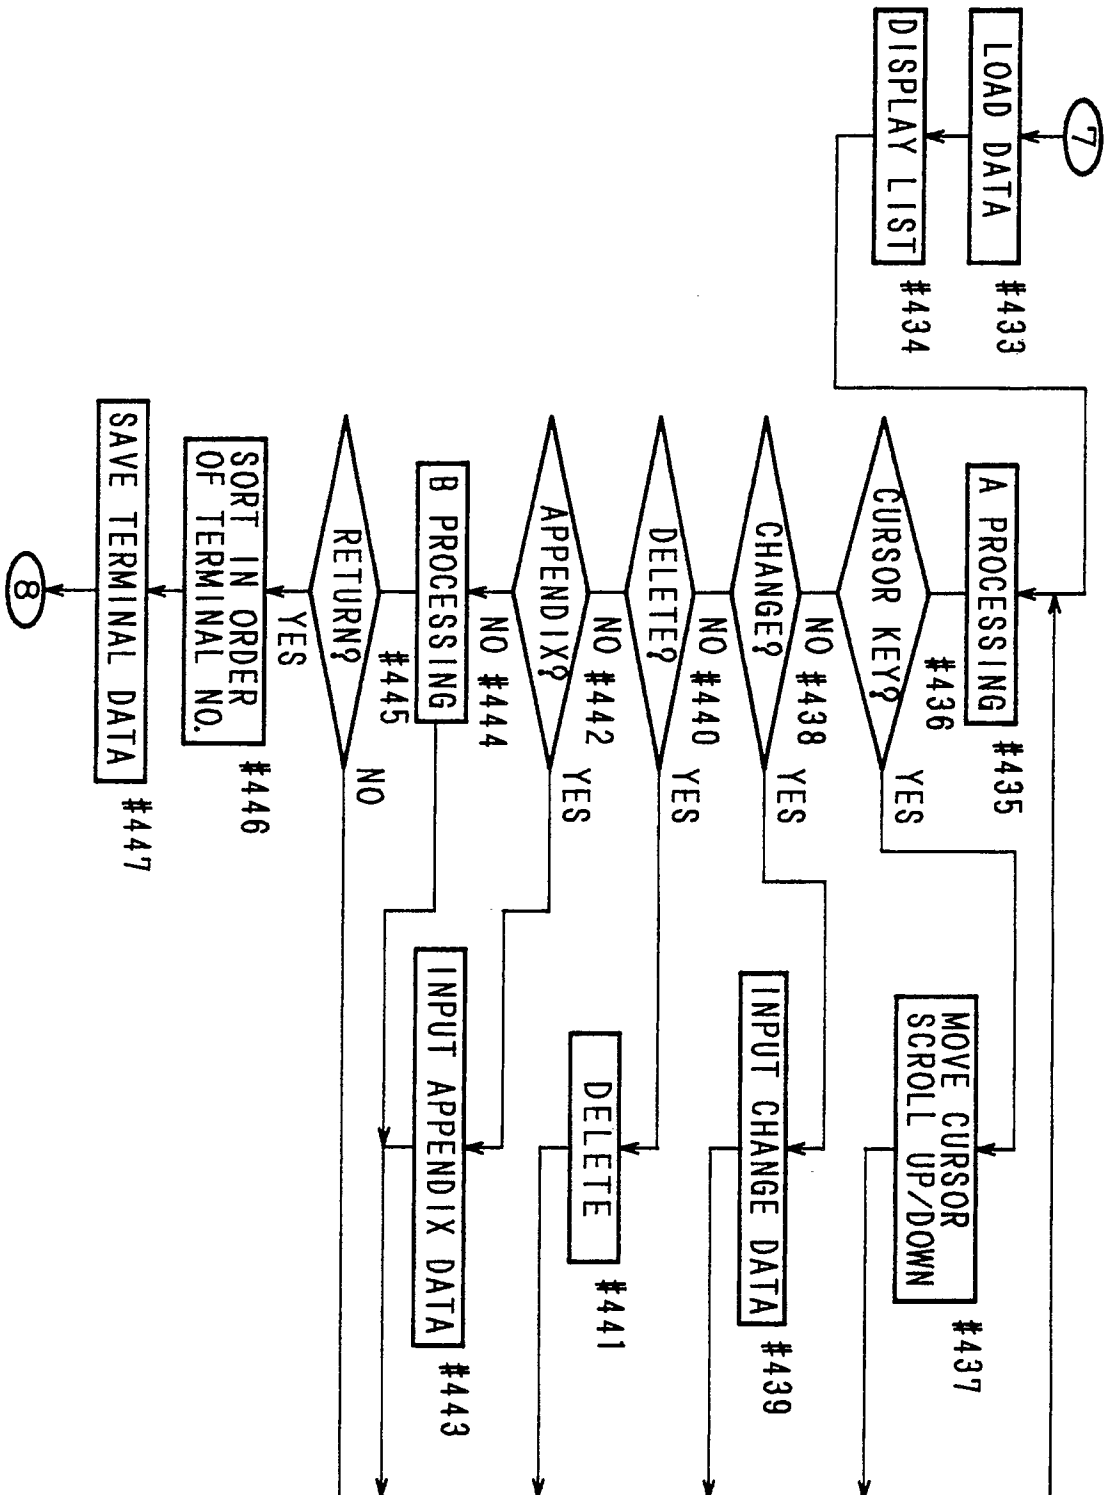 7
LOAD DATA
#433
DISPLAY LIST
#434
A PROCESSING
#435
CURSOR KEY?
#436
YES
NO
MOVE CURSOR
SCROLL UP/DOWN
#437
CHANGE?
#438
YES
NO
INPUT CHANGE DATA
#439
DELETE?
#440
YES
NO
DELETE
#441
APPENDIX?
#442
YES
NO
INPUT APPENDIX DATA
#443
B PROCESSING
#444
RETURN?
#445
NO
YES
SORT IN ORDER
OF TERMINAL NO.
#446
SAVE TERMINAL DATA
#447
8